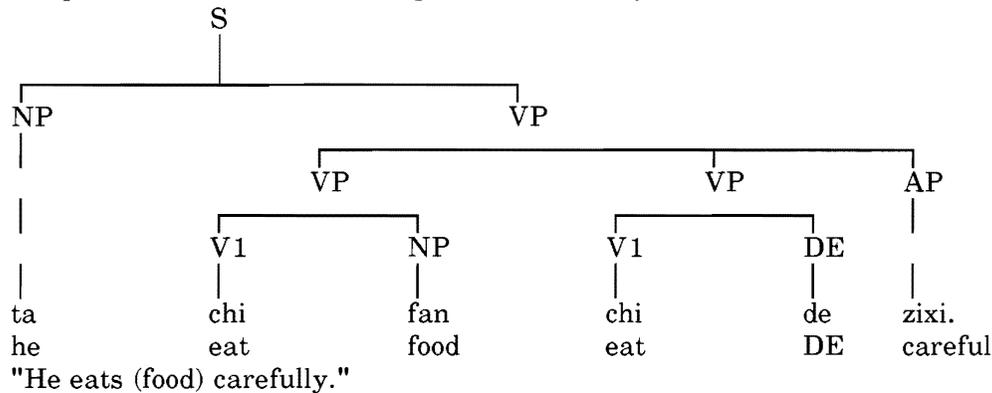 S
NP VP
VP VP AP
V1 NP V1 DE
ta chi fan chi de zixi.
he eat food eat DE careful
"He eats (food) carefully."